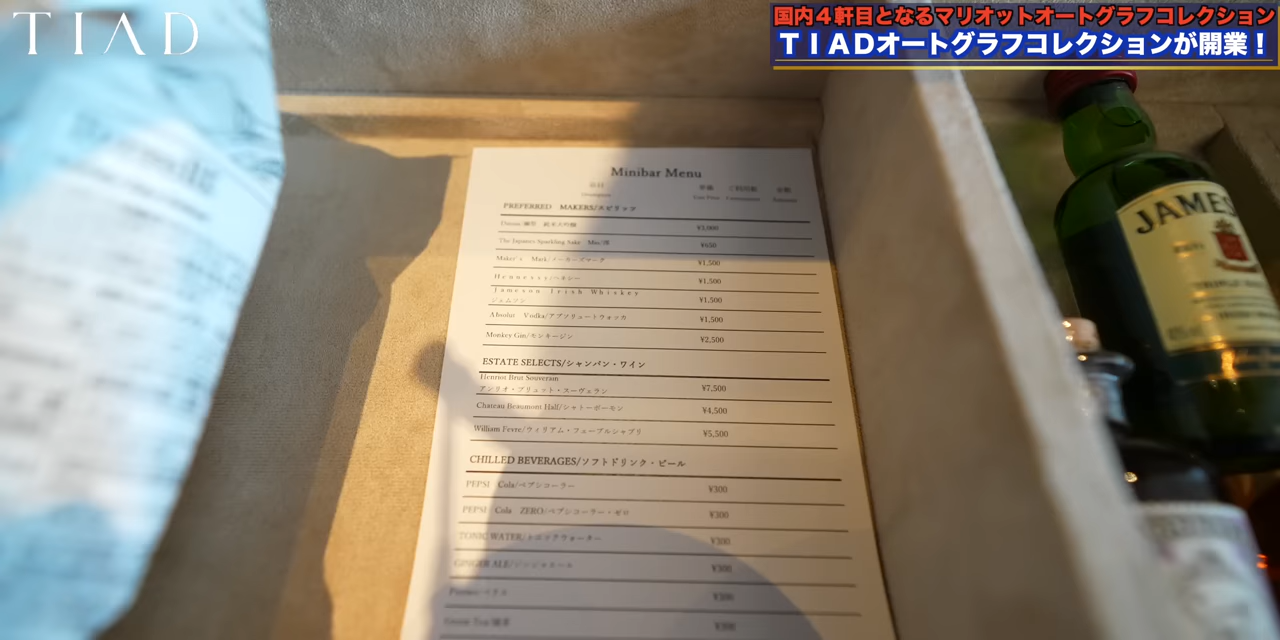 TIAD
国内4軒目となるマリオットオートグラフコレクション
TIADオートグラフコレクションが開業！
Minibar Menu
PREFERRED MAKERS/スピリッツ
¥3,000
The Japanese Sparkling Sake
¥650
Maker's Mark/メーカーズマーク ¥1,500
Hennessy/ヘネシー ¥1,500
Jameson Irish Whiskey
ジェムソン ¥1,500
Absolut Vodka/アブソリュートウォッカ ¥1,500
Monkey Gin/モンキージン ¥2,500
ESTATE SELECTS/シャンパン・ワイン
Henriot Brut Souverain
アンリオ・ブリュット・スーヴェラン ¥7,500
Chateau Beaumont Half/シャトーボーモン ¥4,500
William Fevre/ウィリアム・フェーブルシャブリ ¥5,500
CHILLED BEVERAGES/ソフトドリンク・ビール
PEPSI Cola/ペプシコーラー ¥300
PEPSI Cola ZERO/ペプシコーラー・ゼロ ¥300
TONIC WATER/トニックウォーター ¥300
GINGER ALE/ジンジャエール ¥300
¥300
Green Tea/緑茶 ¥300
JAMES